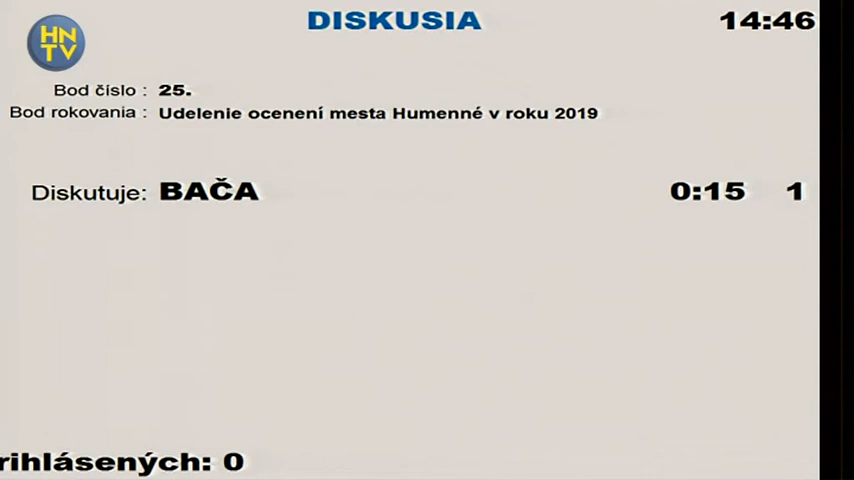 HN
TV
DISKUSIA 14:46
Bod číslo : 25.
Bod rokovania : Udelenie ocenení mesta Humenné v roku 2019
Diskutuje: BAČA 0:15 1
rihlásených: 0